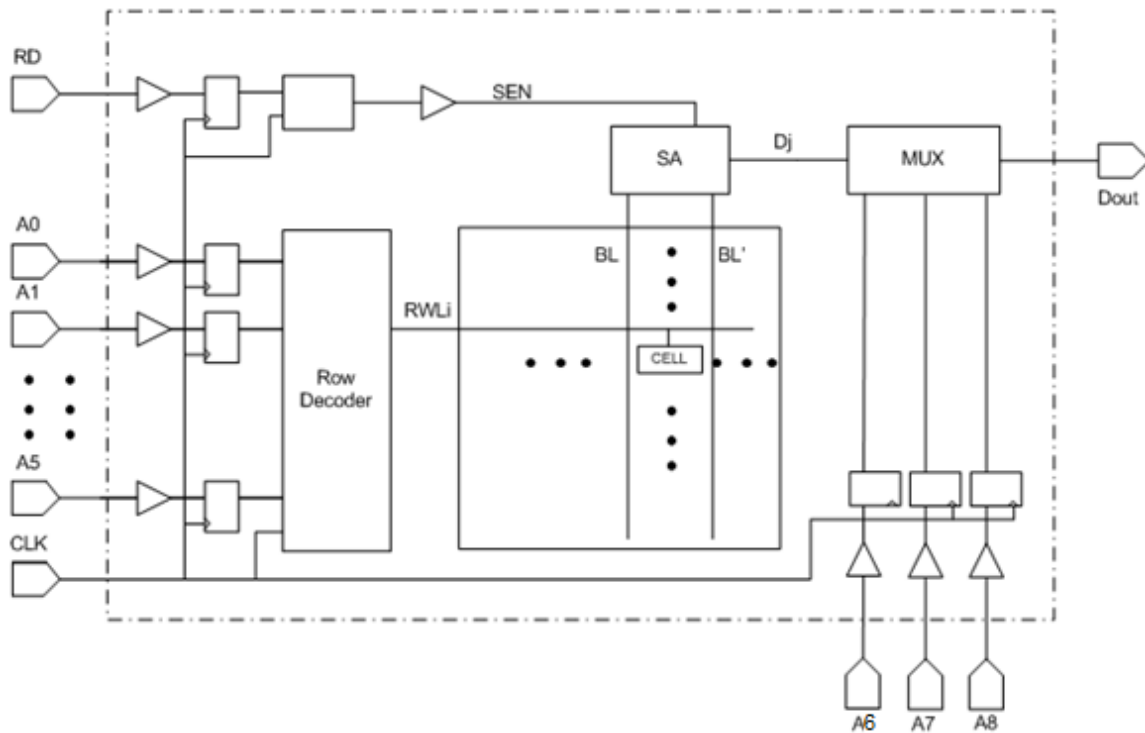 RD
SEN
SA
Dj
MUX
Dout
A0
BL
BL'
A1
RWLi
CELL
Row
Decoder
A5
CLK
A6
A7
A8